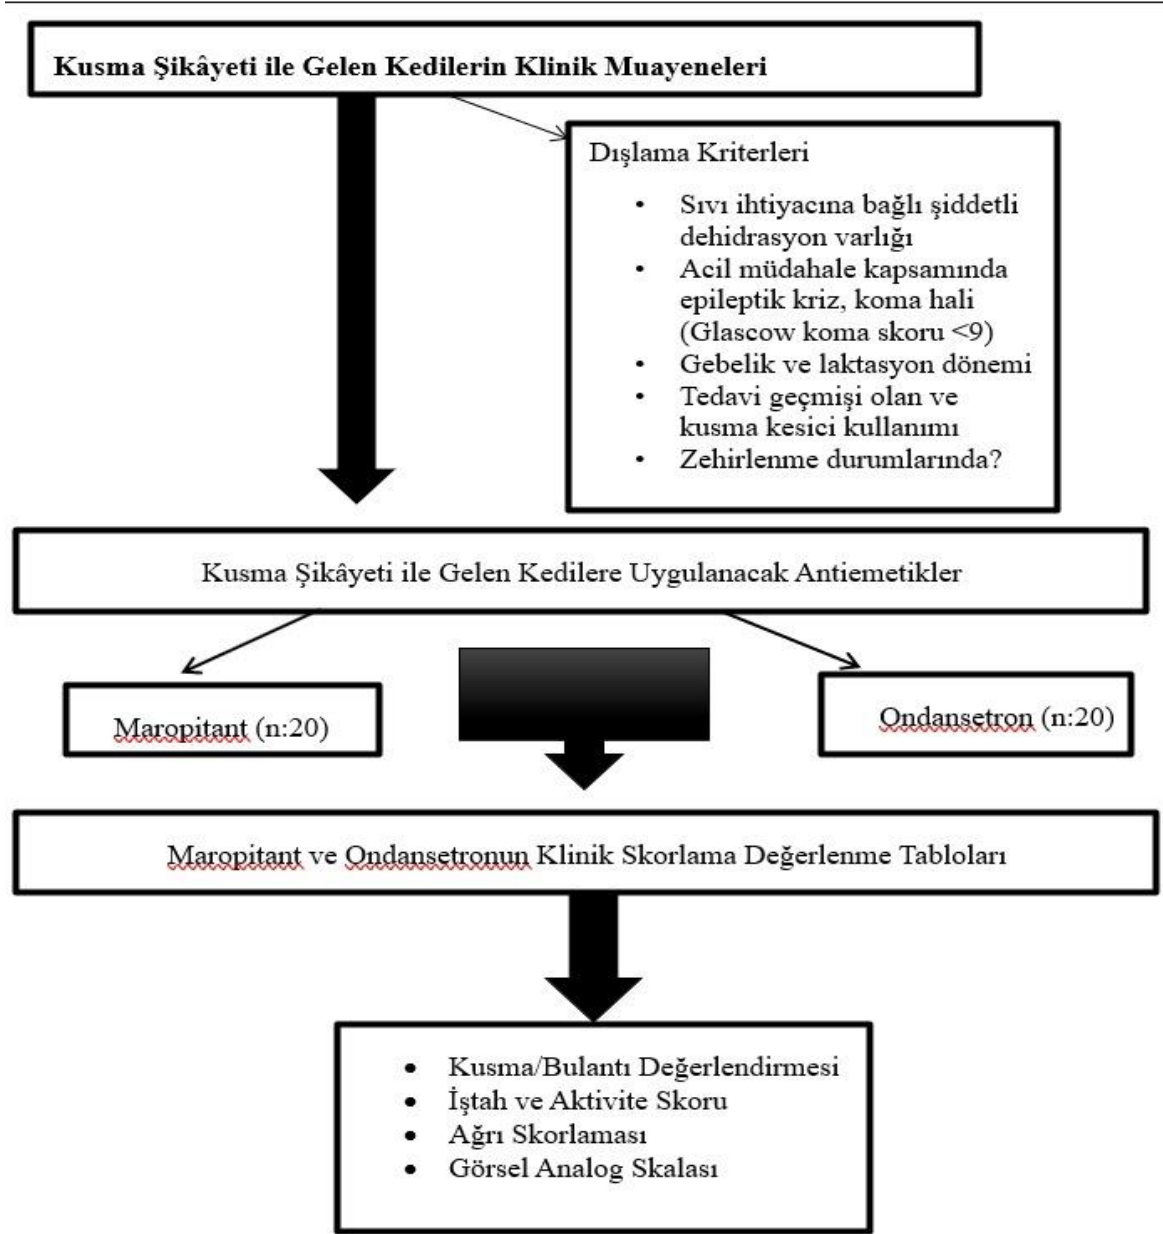 Kusma Şikâyeti ile Gelen Kedilerin Klinik Muayeneleri
Dışlama Kriterleri
• Sıvı ihtiyacına bağlı şiddetli
dehidrasyon varlığı
• Acil müdahale kapsamında
epileptik kriz, koma hali
(Glascow koma skoru <9)
• Gebelik ve laktasyon dönemi
• Tedavi geçmişi olan ve
kusma kesici kullanımı
• Zehirlenme durumlarında?
Kusma Şikâyeti ile Gelen Kedilere Uygulanacak Antiemetikler
Maropitant (n:20)
Ondansetron (n:20)
Maropitant ve Ondansetronun Klinik Skorlama Değerlenme Tabloları
• Kusma/Bulantı Değerlendirmesi
• İştah ve Aktivite Skoru
• Ağrı Skorlaması
• Görsel Analog Skalası